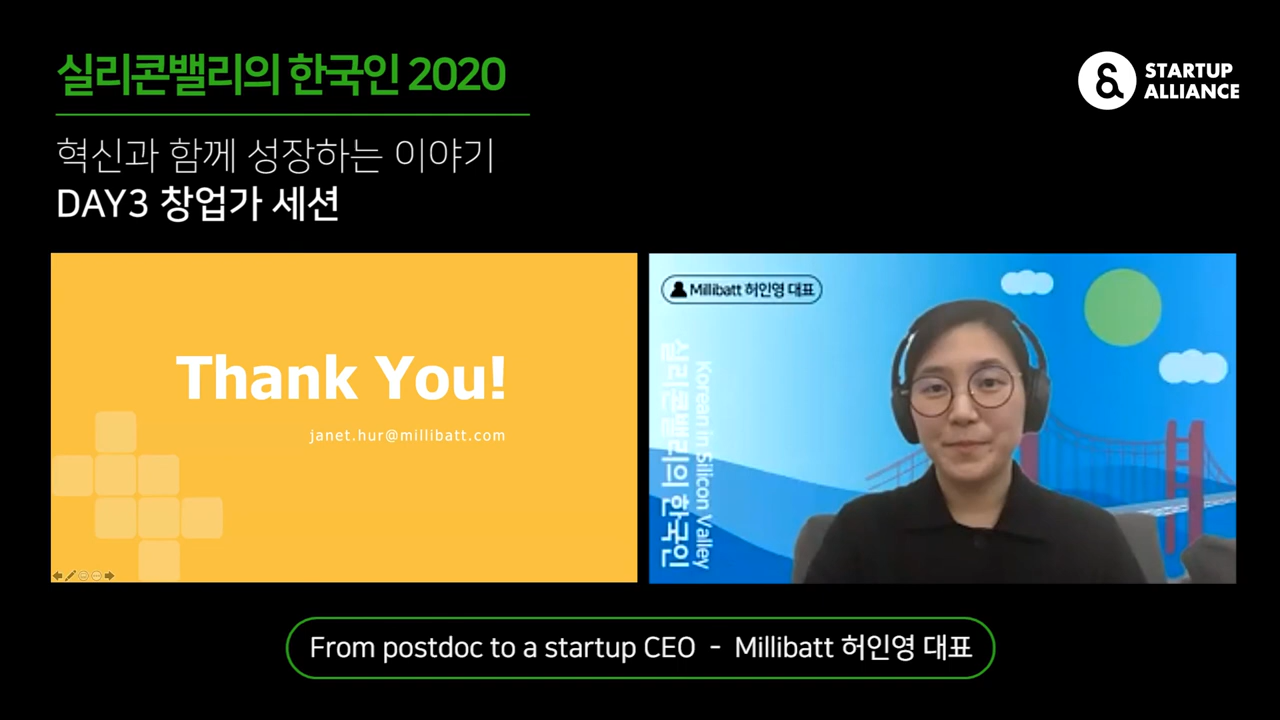 실리콘밸리의 한국인 2020
STARTUP
ALLIANCE
혁신과 함께 성장하는 이야기
DAY3 창업가 세션
Thank You!
janet.hur@millibatt.com
Millibatt 허인영 대표
Korean in Silicon Valley
실리콘밸리의 한국인
From postdoc to a startup CEO - Millibatt 허인영 대표